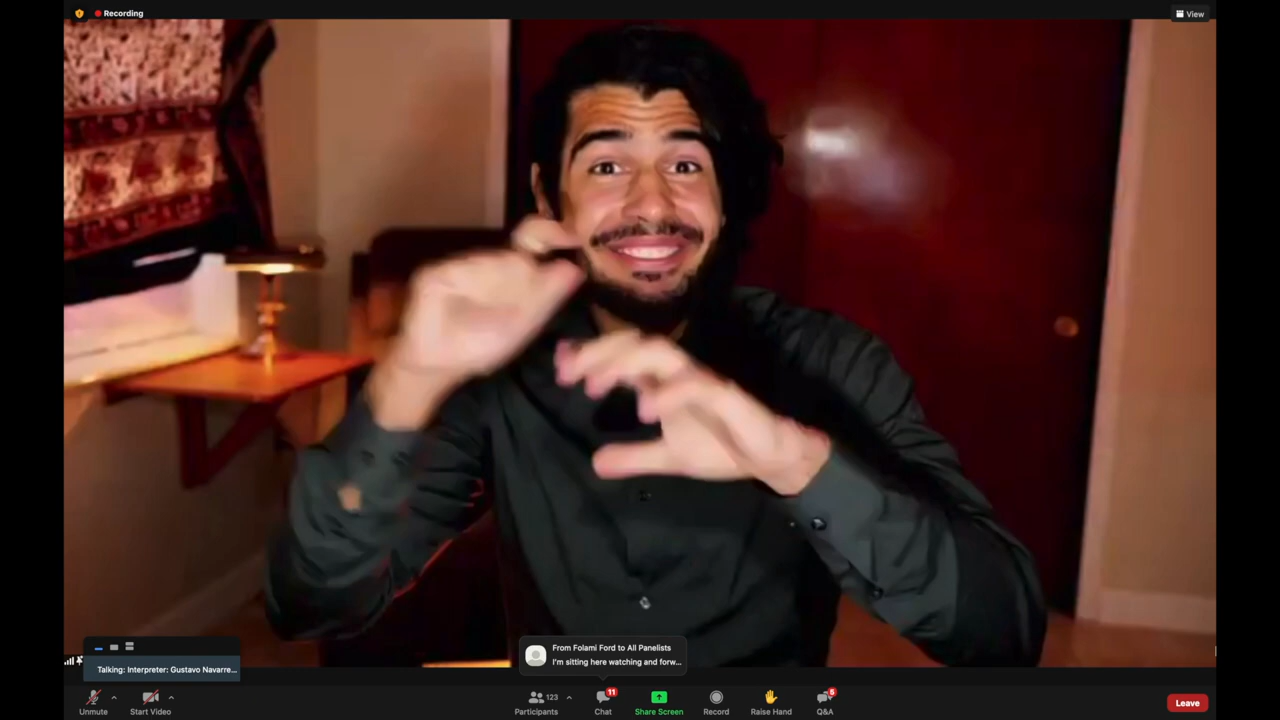 Recording
View
From Folami Ford to All Panelists
I'm sitting here watching and forw...
Talking: Interpreter: Gustavo Navarre...
Unmute
Start Video
Participants
123
Chat
11
Share Screen
Record
Raise Hand
Q&A
5
Leave